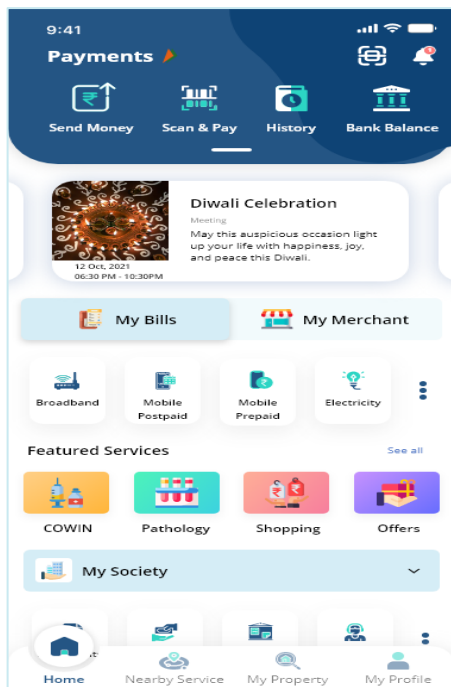 9:41
Payments
Send Money
Scan & Pay
History
Bank Balance
Diwali Celebration
Meeting
May this auspicious occasion light
up your life with happiness, joy,
and peace this Diwali.
12 Oct, 2021
06:30 PM - 10:30PM
My Bills
My Merchant
Broadband
Mobile
Postpaid
Mobile
Prepaid
Electricity
Featured Services
See all
COWIN
Pathology
Shopping
Offers
My Society
Home
Nearby Service
My Property
My Profile